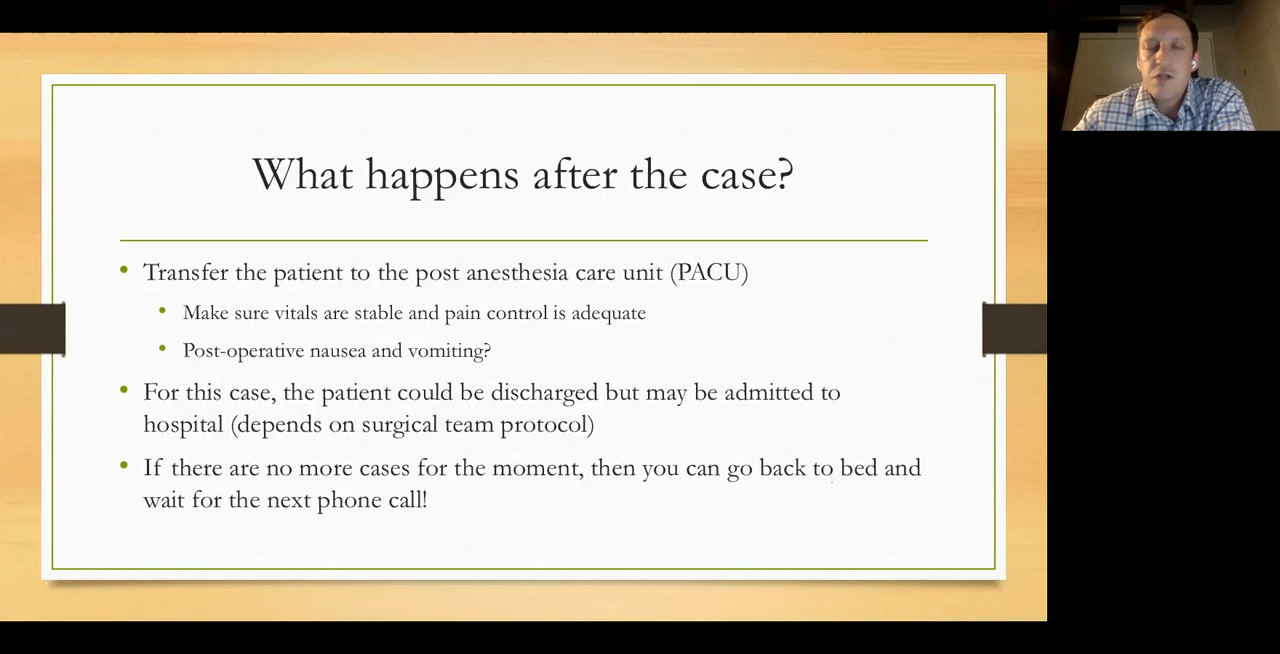 What happens after the case?
• Transfer the patient to the post anesthesia care unit (PACU)
• Make sure vitals are stable and pain control is adequate
• Post-operative nausea and vomiting?
• For this case, the patient could be discharged but may be admitted to
hospital (depends on surgical team protocol)
• If there are no more cases for the moment, then you can go back to bed and
wait for the next phone call!